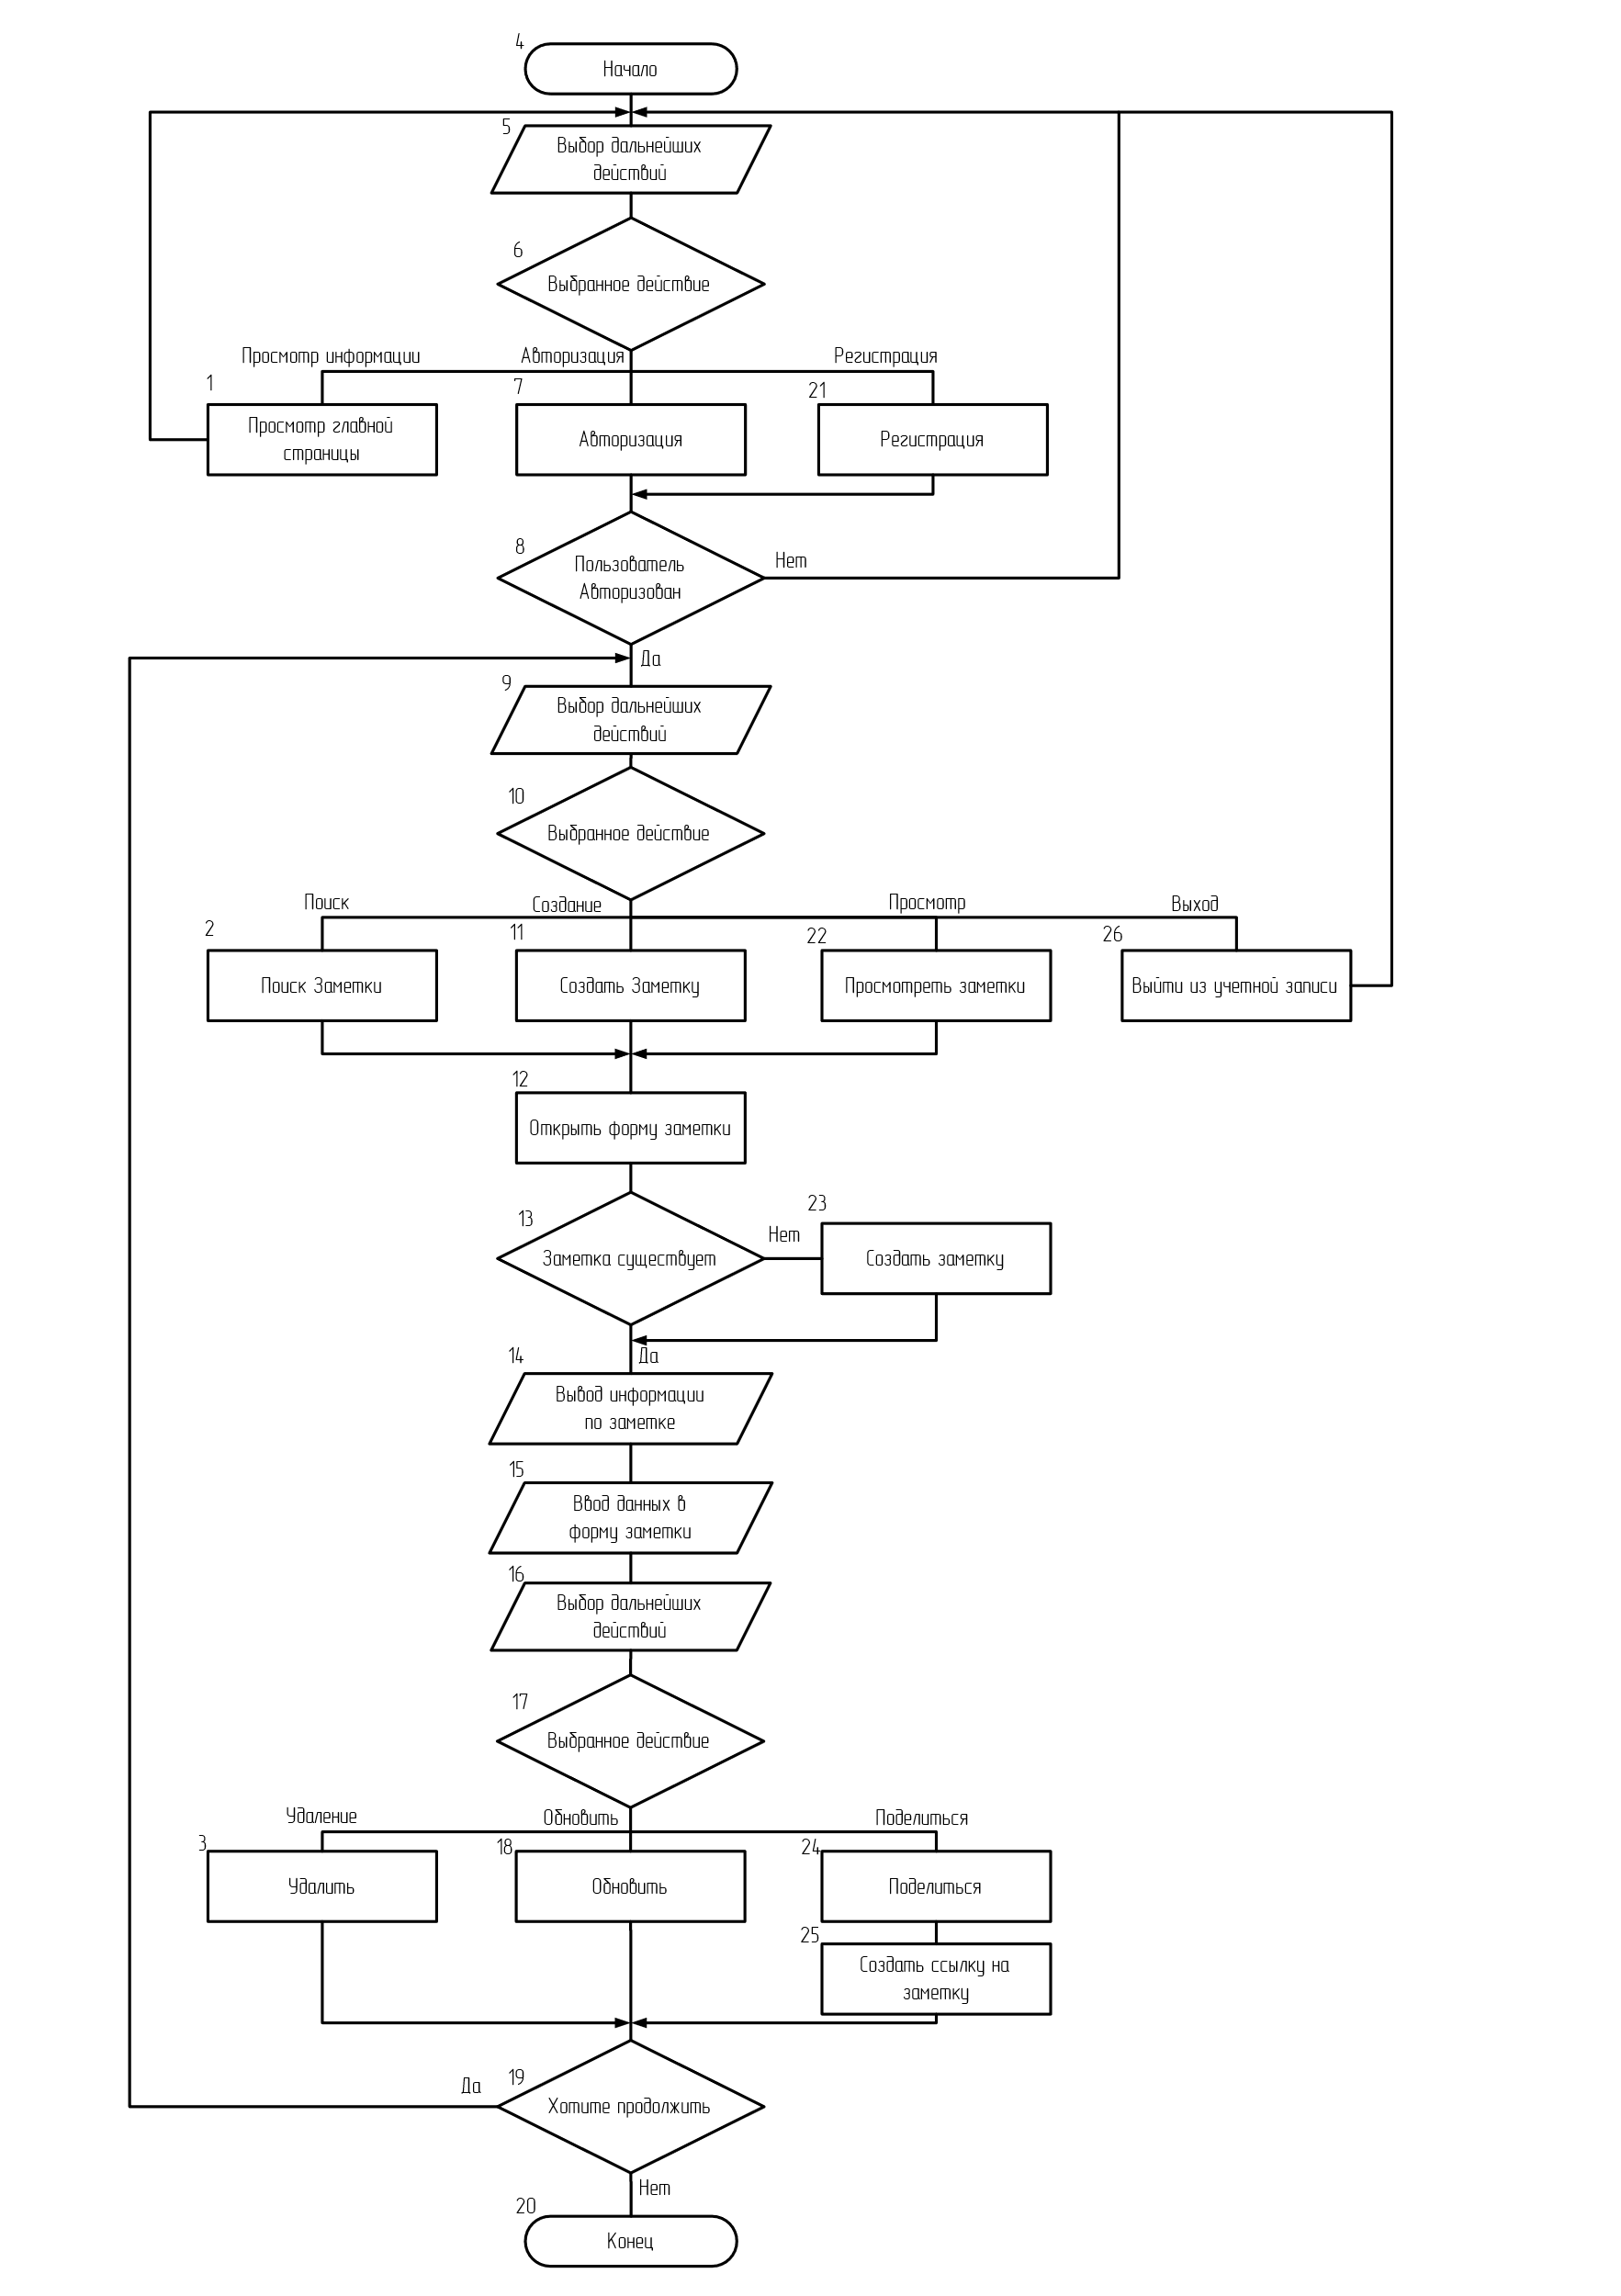 4
Начало
5
Выбор дальнейших
действий
6
Выбранное действие
Просмотр информации
Авторизация
Регистрация
1
7
21
Просмотр главной
страницы
Авторизация
Регистрация
8
Пользователь
Авторизован
Нет
Да
9
Выбор дальнейших
действий
10
Выбранное действие
Поиск
Создание
Просмотр
Выход
2
11
22
26
Поиск Заметки
Создать Заметку
Просмотреть заметки
Выйти из учетной записи
12
Открыть форму заметки
13
Заметка существует
Нет
23
Создать заметку
14
Да
Вывод информации
по заметке
15
Ввод данных в
форму заметки
16
Выбор дальнейших
действий
17
Выбранное действие
Удаление
Обновить
Поделиться
3
18
24
Удалить
Обновить
Поделиться
25
Создать ссылку на
заметку
19
Да
Хотите продолжить
Нет
20
Конец